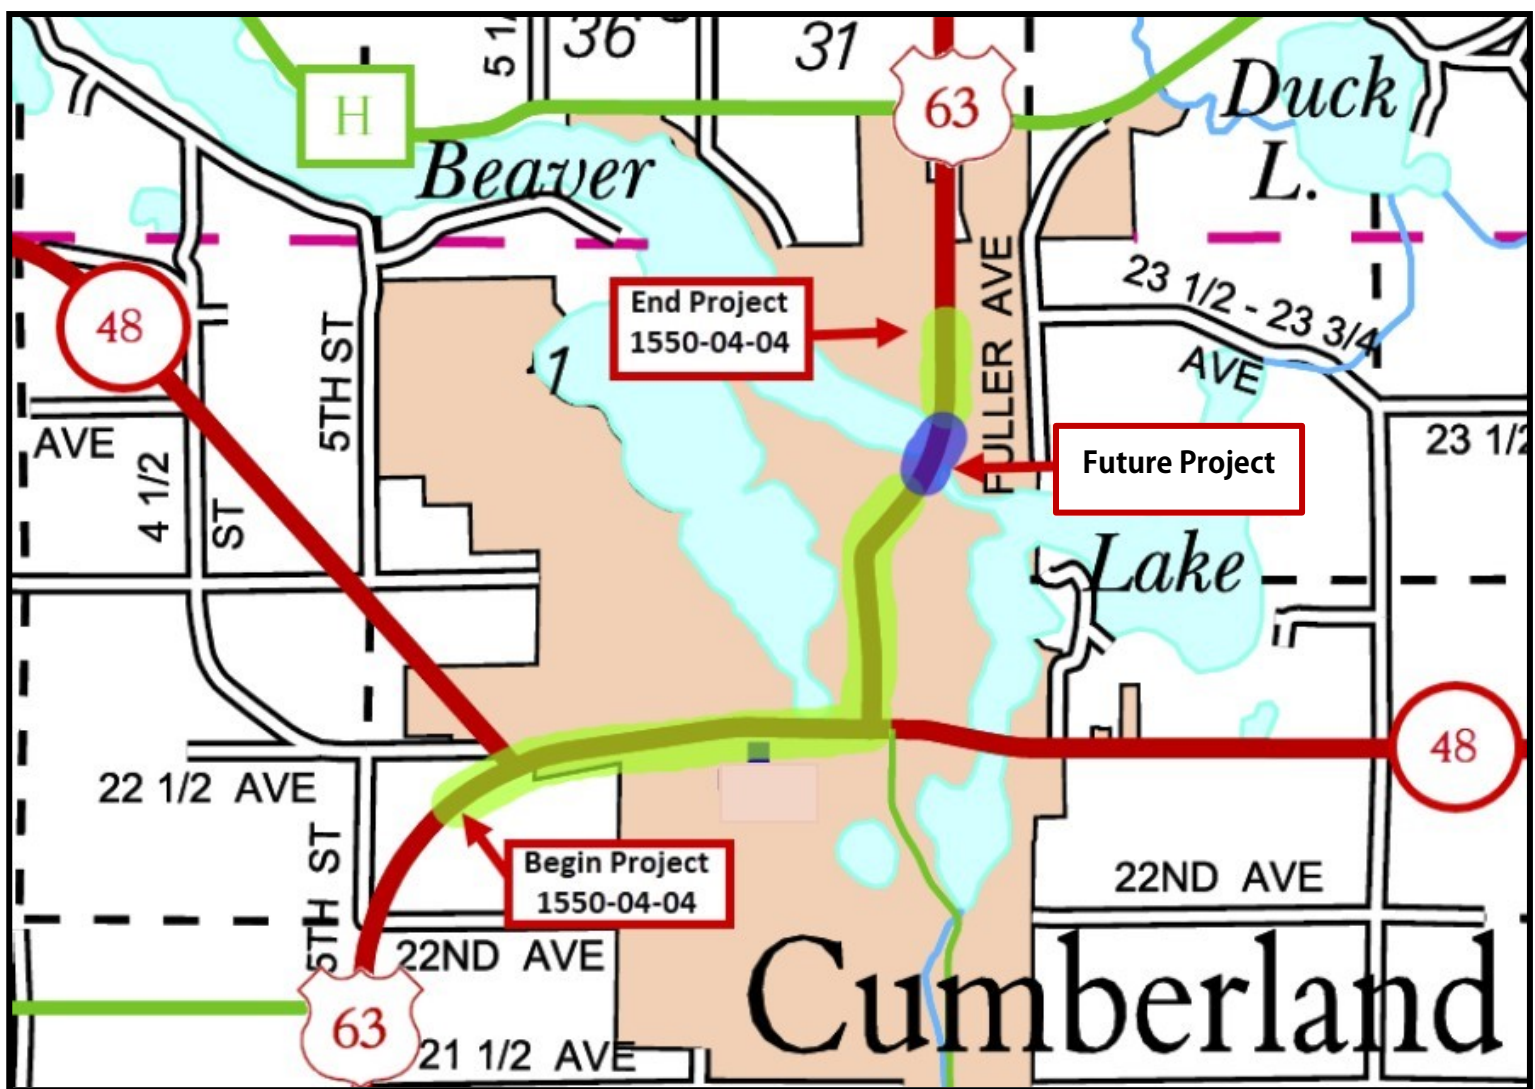 5 1
36
31
63
H
Duck
L.
Beaver
48
End Project
1550-04-04
FULLER AVE
23 1/2 - 23 3/4
AVE
5TH ST
1
AVE
4 1/2
ST
23 1/2
Future Project
Lake
48
22 1/2 AVE
5TH ST
Begin Project
1550-04-04
22ND AVE
22ND AVE
Cumberland
63
21 1/2 AVE